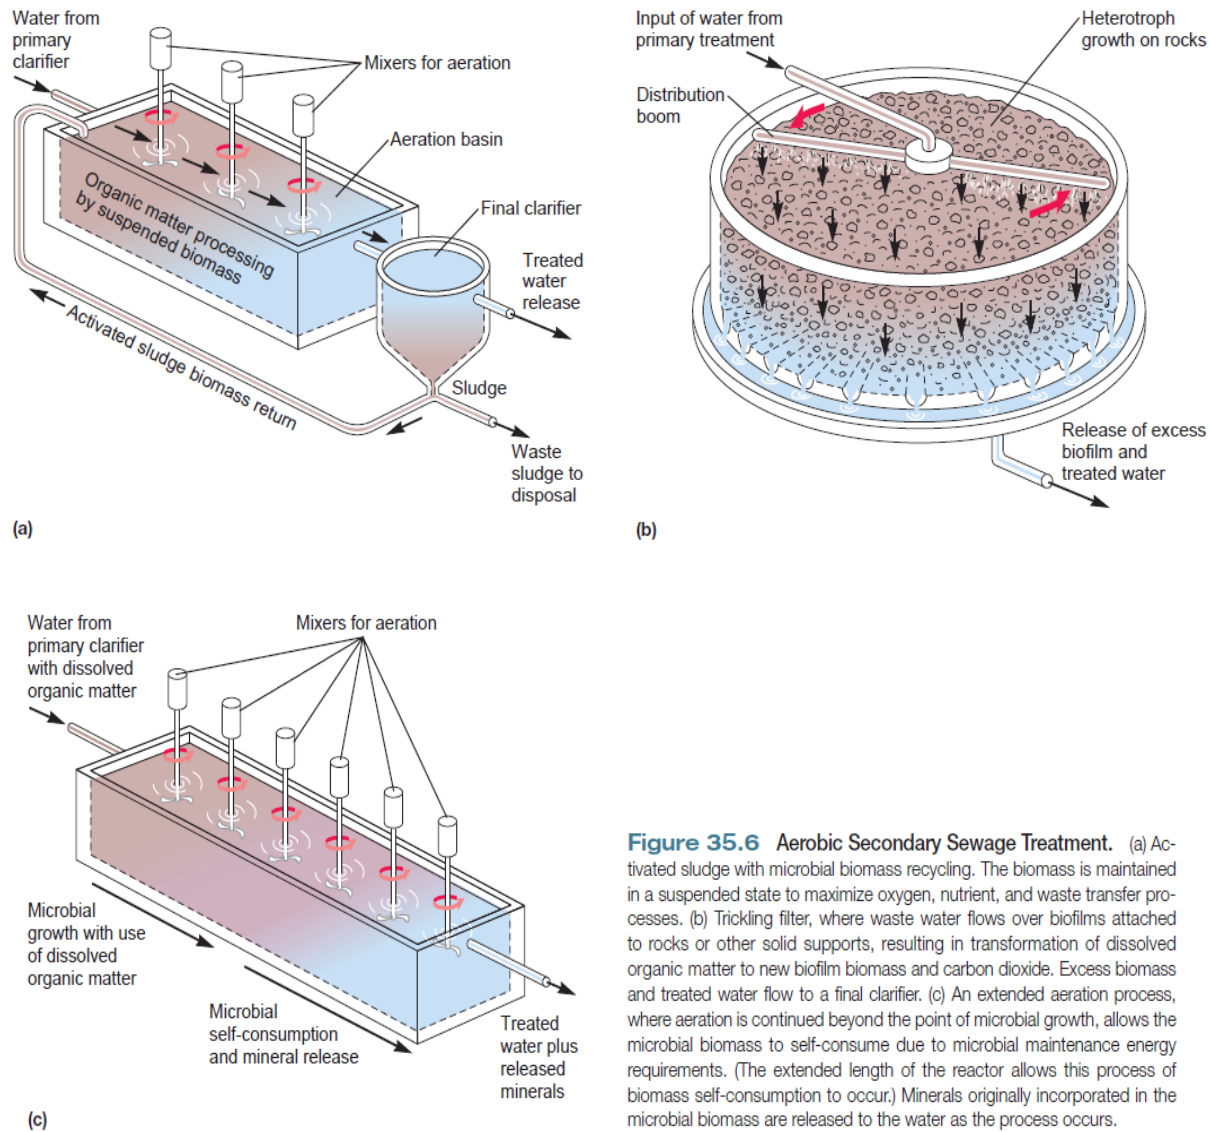 Water from
primary
clarifier
Mixers for aeration
Aeration basin
Organic matter processing
by suspended biomass
Final clarifier
Treated
water
release
Activated sludge biomass return
Sludge
Waste
sludge to
disposal
(a)
Input of water from
primary treatment
Heterotroph
growth on rocks
Distribution
boom
Release of excess
biofilm and
treated water
(b)
Water from
primary clarifier
with dissolved
organic matter
Mixers for aeration
Microbial
growth with use
of dissolved
organic matter
Microbial
self-consumption
and mineral release
Treated
water plus
released
minerals
(c)
Figure 35.6 Aerobic Secondary Sewage Treatment. (a) Ac-
tivated sludge with microbial biomass recycling. The biomass is maintained
in a suspended state to maximize oxygen, nutrient, and waste transfer pro-
cesses. (b) Trickling filter, where waste water flows over biofilms attached
to rocks or other solid supports, resulting in transformation of dissolved
organic matter to new biofilm biomass and carbon dioxide. Excess biomass
and treated water flow to a final clarifier. (c) An extended aeration process,
where aeration is continued beyond the point of microbial growth, allows the
microbial biomass to self-consume due to microbial maintenance energy
requirements. (The extended length of the reactor allows this process of
biomass self-consumption to occur.) Minerals originally incorporated in the
microbial biomass are released to the water as the process occurs.